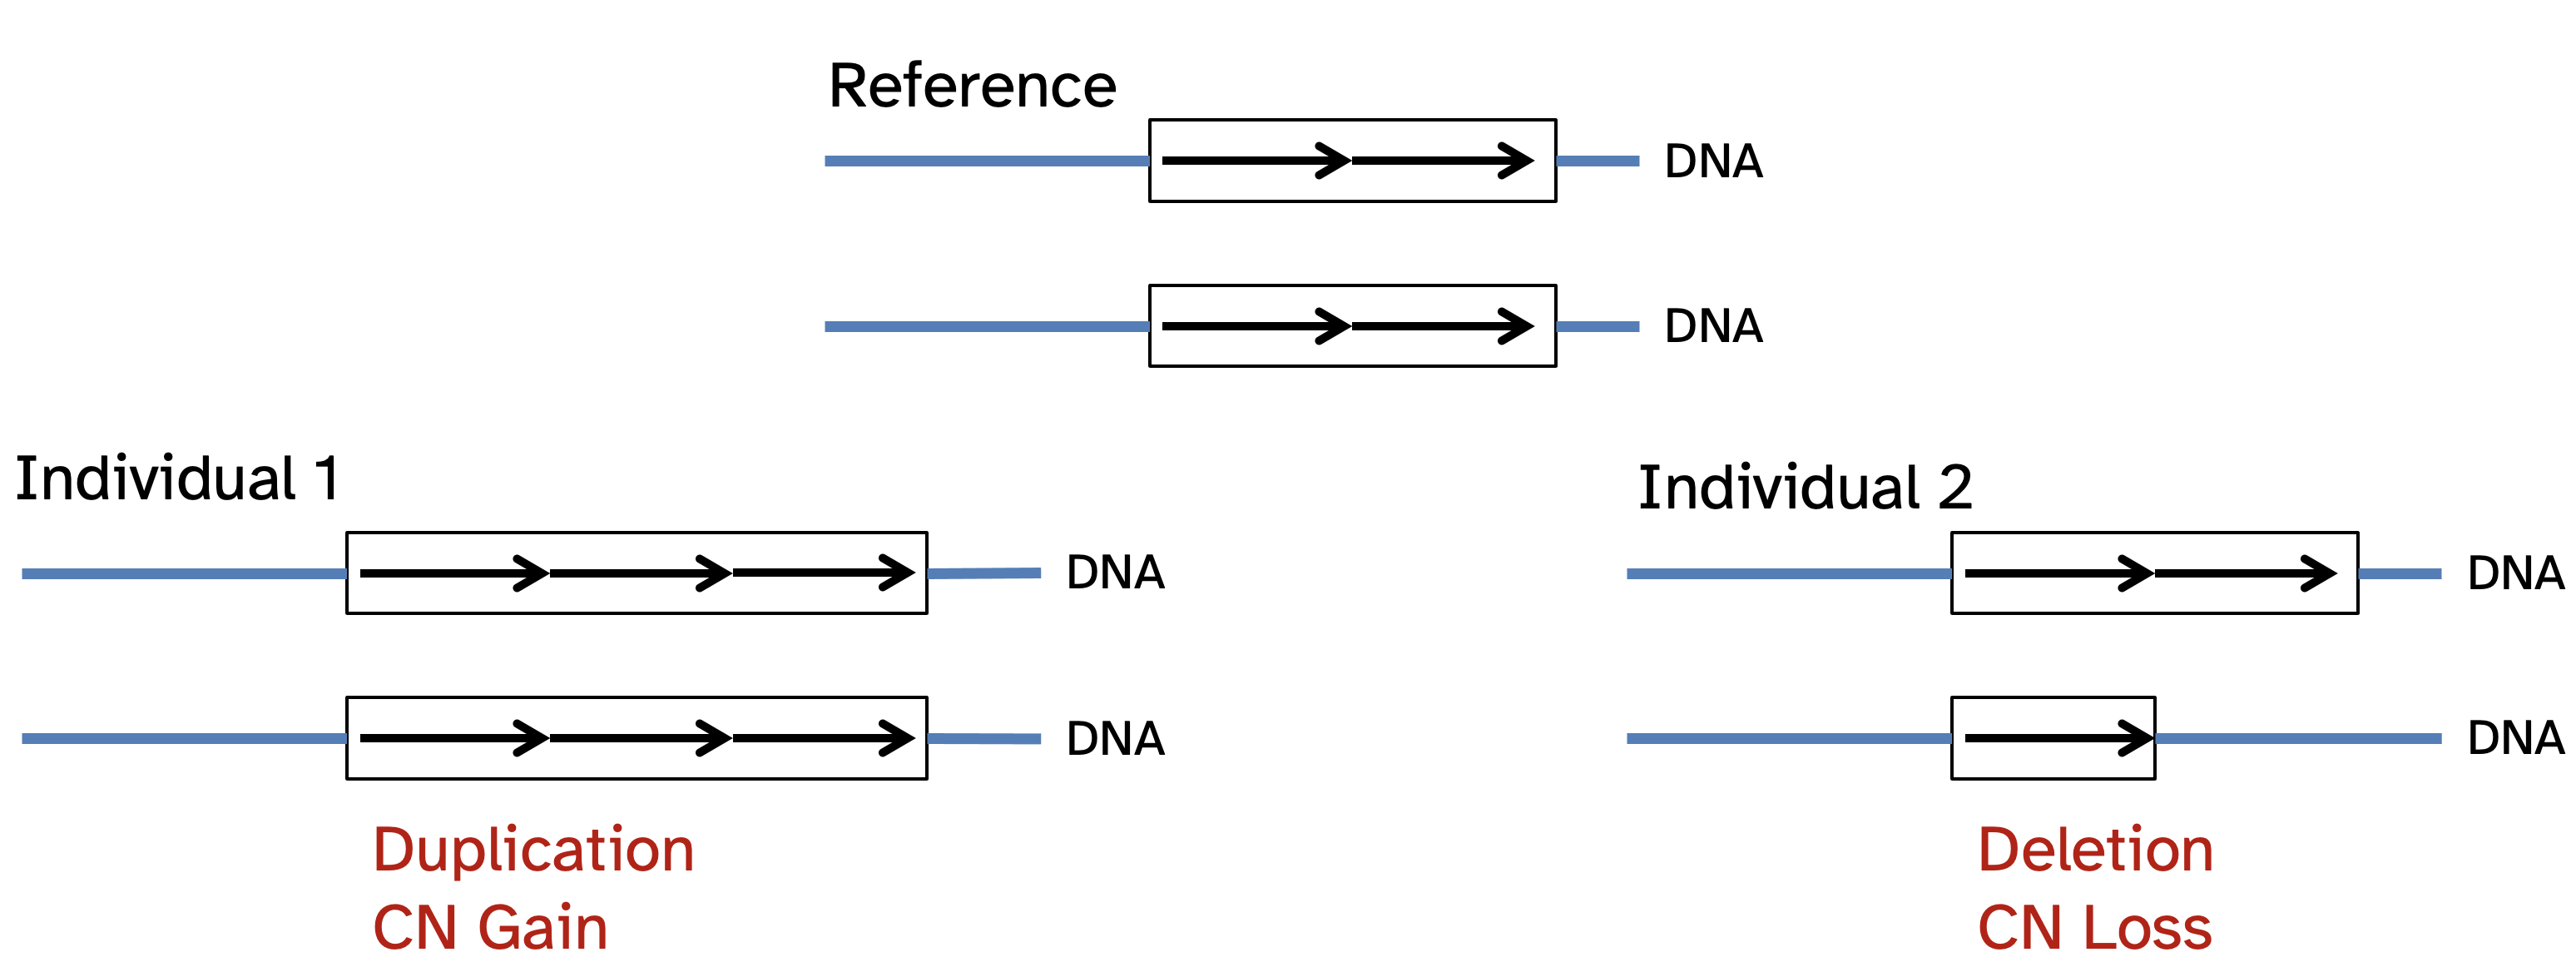 Reference
DNA
DNA
Individual 1
DNA
DNA
Duplication
CN Gain
Individual 2
DNA
DNA
Deletion
CN Loss